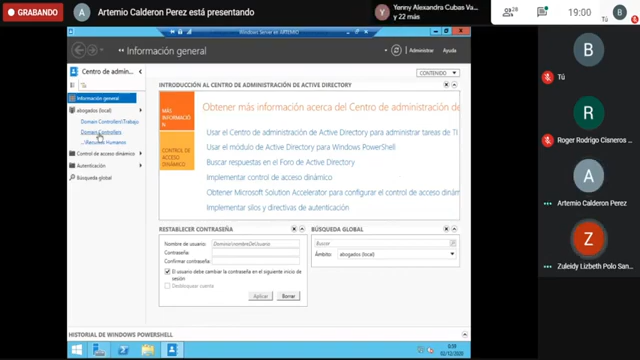 GRABANDO
A
Artemio Calderon Perez está presentando
Y
Yenny Alexandra Cubas Va...
y 22 más
28
19:00
Tú
B
Windows Server en ARTEMIO
Información general
Administrar
Ayuda
Centro de admin...
Información general
abogados (local)
Domain Controllers\Trabajo
Domain Controllers
...\Recursos Humanos
Control de acceso dinámico
Autenticación
Búsqueda global
CONTENIDO
INTRODUCCIÓN AL CENTRO DE ADMINISTRACIÓN DE ACTIVE DIRECTORY
MÁS
INFORMACIÓ
N
CONTROL DE
ACCESO
DINÁMICO
Obtener más información acerca del Centro de administración de
Usar el Centro de administración de Active Directory para administrar tareas de TI
Usar el módulo de Active Directory para Windows PowerShell
Buscar respuestas en el Foro de Active Directory
Implementar control de acceso dinámico
Obtener Microsoft Solution Accelerator para configurar el control de acceso diná
Implementar silos y directivas de autenticación
RESTABLECER CONTRASEÑA
Nombre de usuario:
Dominio\nombreDeUsuario
Contraseña:
Confirmar contraseña:
El usuario debe cambiar la contraseña en el siguiente inicio de
sesión
Desbloquear cuenta
Aplicar
Borrar
BÚSQUEDA GLOBAL
Buscar
Ámbito:
abogados (local)
HISTORIAL DE WINDOWS POWERSHELL
0:59
02/12/2020
B
Tú
R
Roger Rodrigo Cisneros
A
Artemio Calderon Perez
Z
Zuleidy Lizbeth Polo San